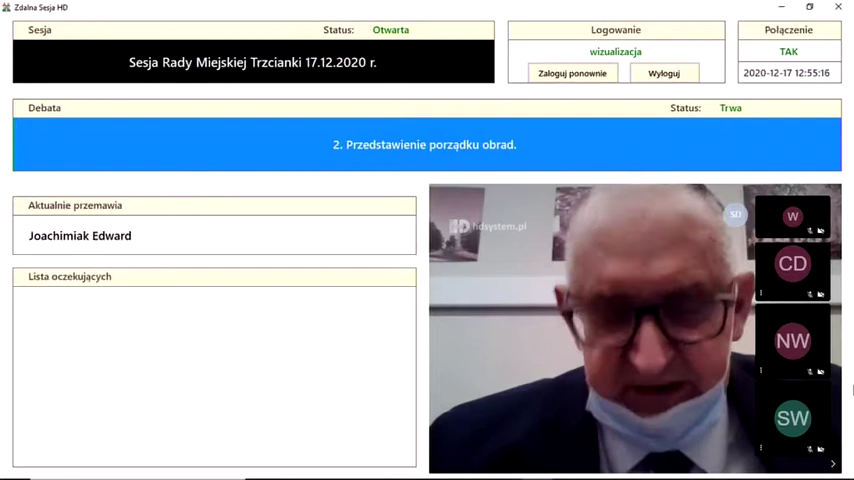 Zdalna Sesja HD
Sesja
Status: Otwarta
Sesja Rady Miejskiej Trzcianki 17.12.2020 r.
Logowanie
wizualizacja
Zaloguj ponownie
Wyloguj
Połączenie
TAK
2020-12-17 12:55:16
Debata
Status: Trwa
2. Przedstawienie porządku obrad.
Aktualnie przemawia
Joachimiak Edward
Lista oczekujących
HD hdsystem.pl
SD
W
CD
NW
SW